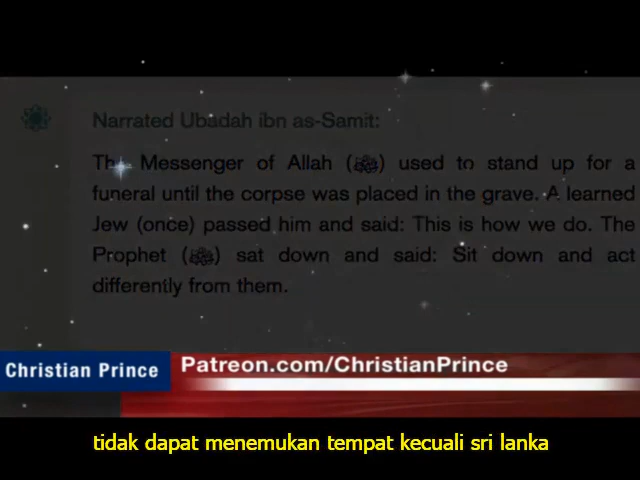 Narrated Ubadah ibn as-Samit:
The Messenger of Allah (ﷺ) used to stand up for a
funeral until the corpse was placed in the grave. A learned
Jew (once) passed him and said: This is how we do. The
Prophet (ﷺ) sat down and said: Sit down and act
differently from them.
Christian Prince
Patreon.com/ChristianPrince
tidak dapat menemukan tempat kecuali sri lanka